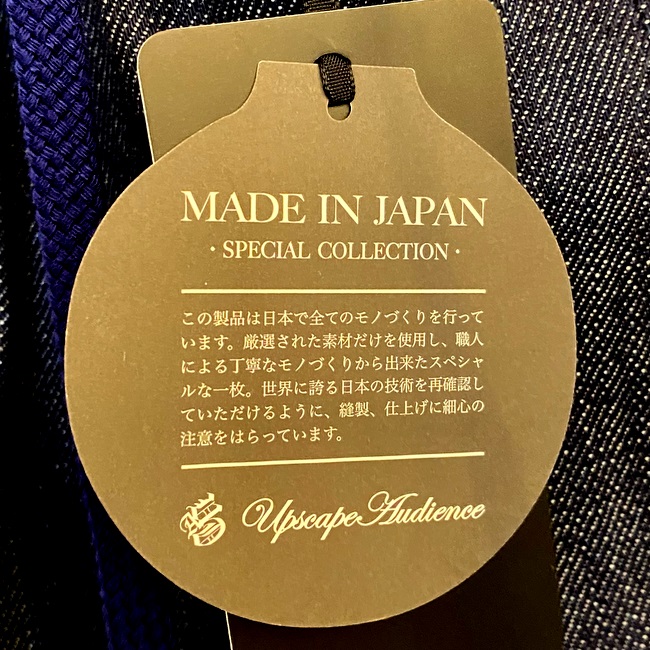 MADE IN JAPAN
・SPECIAL COLLECTION・
この製品は日本で全てのモノづくりを行って
います。厳選された素材だけを使用し、職人
による丁寧なモノづくりから出来たスペシャ
ルな一枚。世界に誇る日本の技術を再確認し
ていただけるように、縫製、仕上げに細心の
注意をはらっています。
Upscape Audience